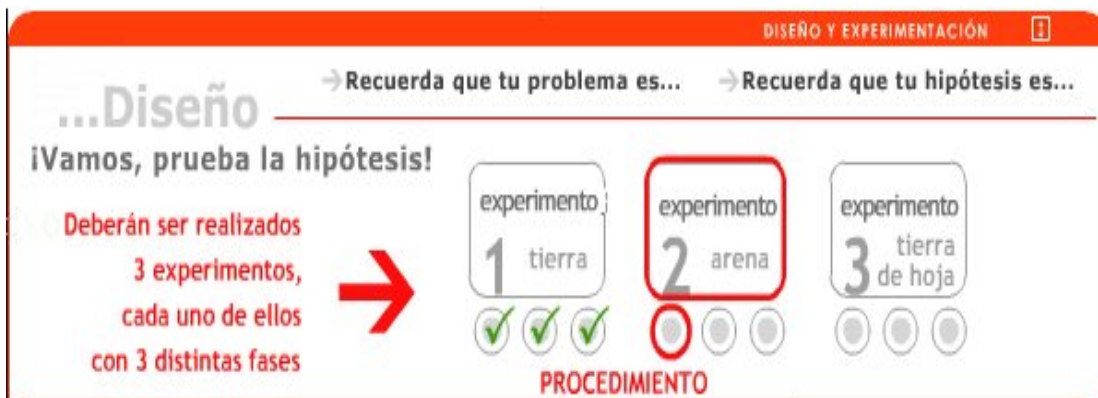 DISEÑO Y EXPERIMENTACIÓN
Recuerda que tu problema es... Recuerda que tu hipótesis es...
...Diseño
¡Vamos, prueba la hipótesis!
Deberán ser realizados
3 experimentos,
cada uno de ellos
con 3 distintas fases
experimento
1 tierra
experimento
2 arena
experimento
3 tierra
de hoja
PROCEDIMIENTO